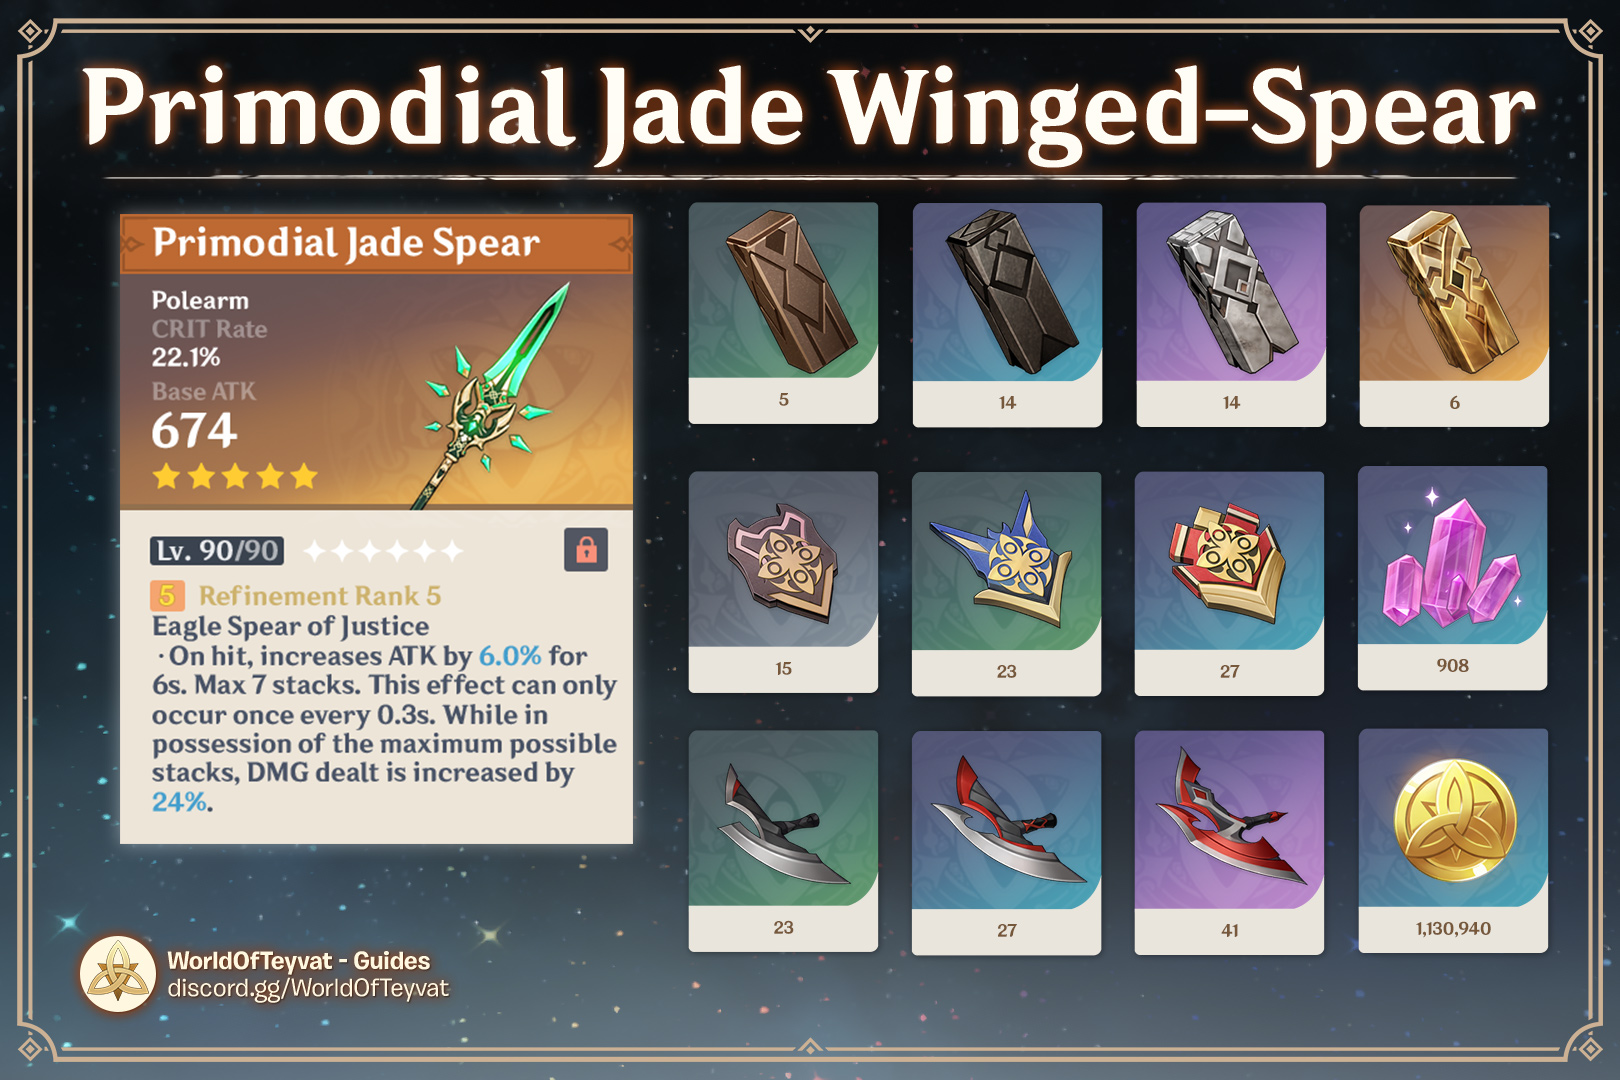 Primodial Jade Winged-Spear
Primodial Jade Spear
Polearm
CRIT Rate
22.1%
Base ATK
674
Lv. 90/90
5 Refinement Rank 5
Eagle Spear of Justice
· On hit, increases ATK by 6.0% for
6s. Max 7 stacks. This effect can only
occur once every 0.3s. While in
possession of the maximum possible
stacks, DMG dealt is increased by
24%.
5
14
14
6
15
23
27
908
23
27
41
1,130,940
WorldOfTeyvat - Guides
discord.gg/WorldOfTeyvat